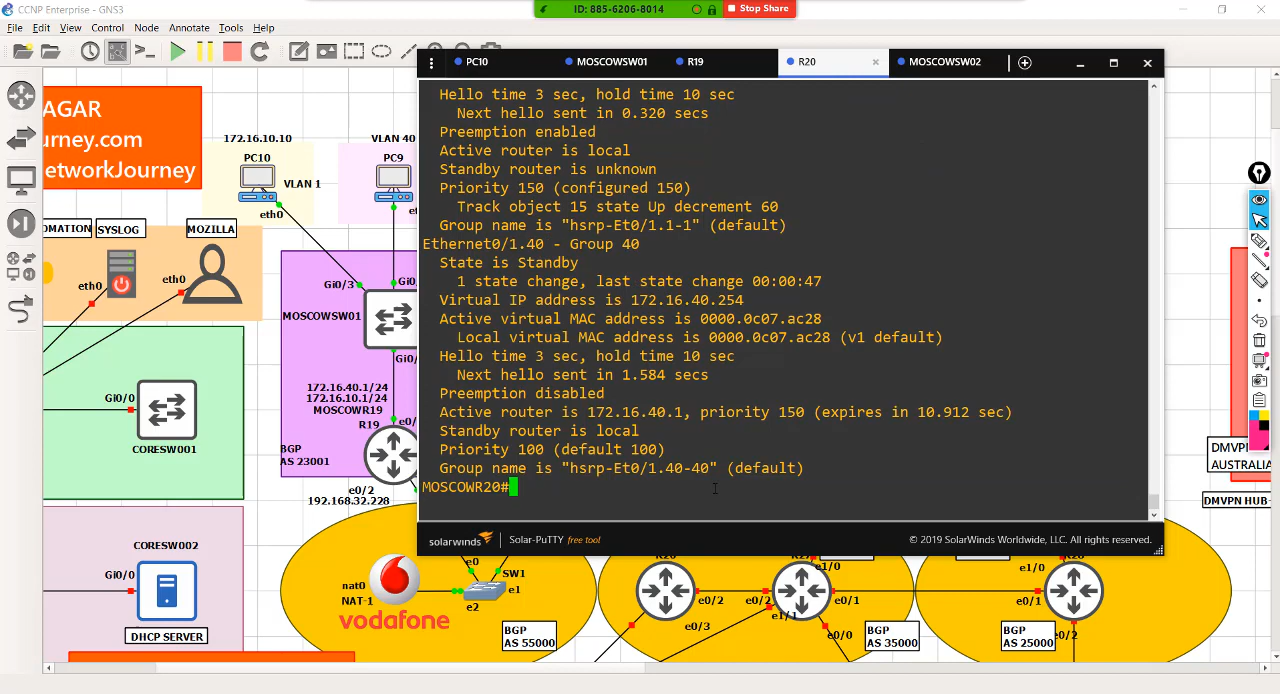 CCNP Enterprise - GNS3
ID: 885-6206-8014
Stop Share
File Edit View Control Node Annotate Tools Help
PC10
MOSCOWSW01
R19
R20
MOSCOWSW02
AGAR
urney.com
etworkJourney
172.16.10.10
VLAN 40
PC10
PC9
VLAN 1
eth0
OMATION
SYSLOG
MOZILLA
eth0
eth0
Gi0/3
MOSCOWSW01
Gi0/0
CORESW001
172.16.40.1/24
172.16.10.1/24
MOSCOWR19
R19
BGP
AS 23001
e0/2
192.168.32.228
CORESW002
Gi0/0
DHCP SERVER
Hello time 3 sec, hold time 10 sec
Next hello sent in 0.320 secs
Preemption enabled
Active router is local
Standby router is unknown
Priority 150 (configured 150)
Track object 15 state Up decrement 60
Group name is "hsrp-Et0/1.1-1" (default)
Ethernet0/1.40 - Group 40
State is Standby
1 state change, last state change 00:00:47
Virtual IP address is 172.16.40.254
Active virtual MAC address is 0000.0c07.ac28
Local virtual MAC address is 0000.0c07.ac28 (v1 default)
Hello time 3 sec, hold time 10 sec
Next hello sent in 1.584 secs
Preemption disabled
Active router is 172.16.40.1, priority 150 (expires in 10.912 sec)
Standby router is local
Priority 100 (default 100)
Group name is "hsrp-Et0/1.40-40" (default)
MOSCOWR20#
solarwinds
Solar-PuTTY free tool
© 2019 SolarWinds Worldwide, LLC. All rights reserved.
DMVPN
AUSTRALIA
DMVPN HUB-
nat0
NAT-1
vodafone
e0
SW1
e1
e2
BGP
AS 55000
e0/2
e0/3
e0/2
e1/0
e0/1
e1/1
e0/0
BGP
AS 35000
e1/0
e0/1
e0/2
BGP
AS 25000